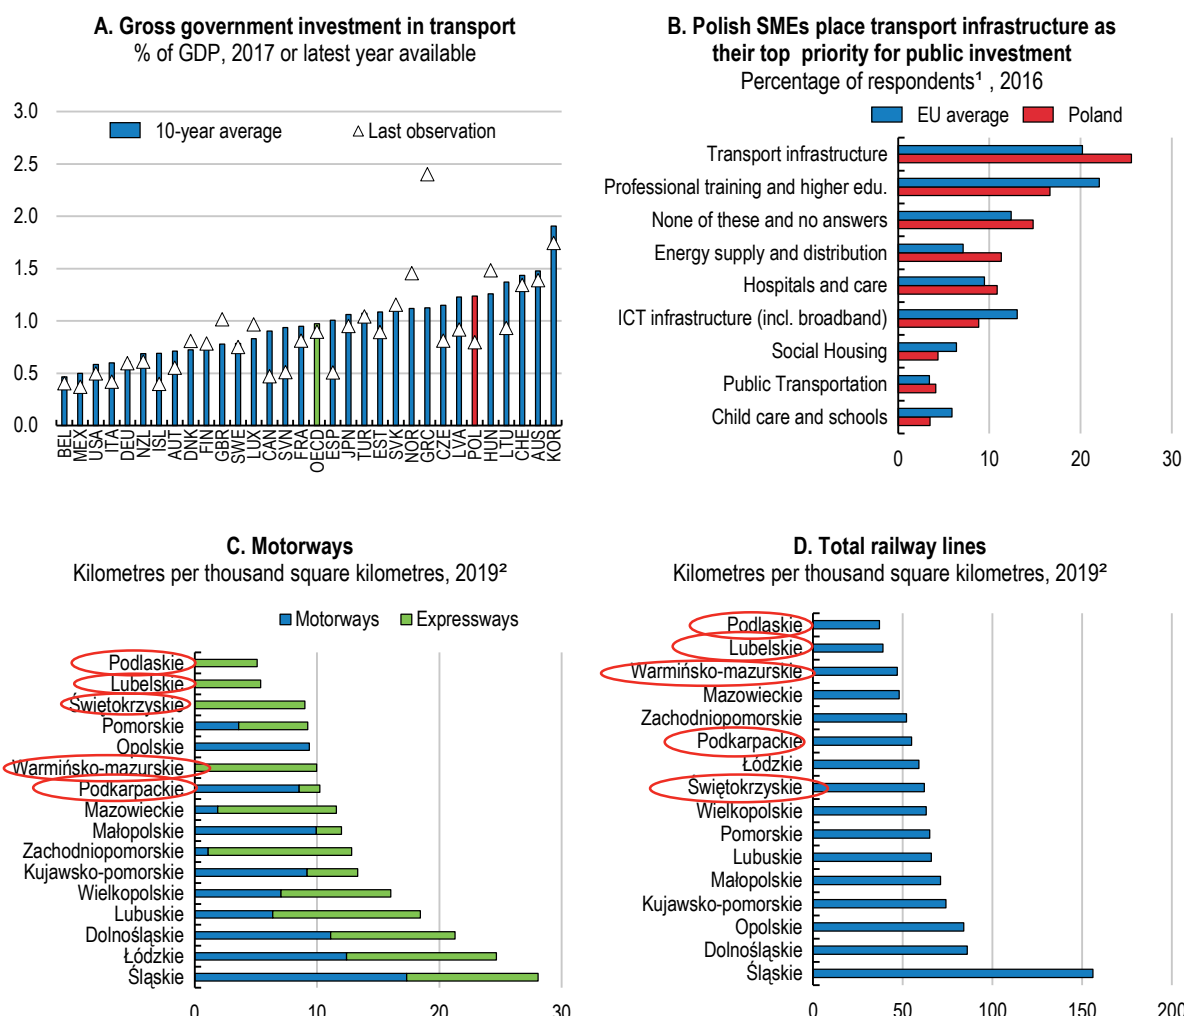 A. Gross government investment in transport
% of GDP, 2017 or latest year available
3.0
2.5
2.0
1.5
1.0
0.5
0.0
10-year average
Last observation
BEL
MEX
USA
ITA
DEU
NZL
ISL
AUT
DNK
FIN
GBR
SWE
LUX
CAN
SVN
FRA
OECD
ESP
JPN
TUR
EST
SVK
NOR
GRC
CZE
LVA
POL
HUN
LTU
CHE
AUS
KOR
B. Polish SMEs place transport infrastructure as
their top priority for public investment
Percentage of respondents¹ , 2016
EU average
Poland
Transport infrastructure
Professional training and higher edu.
None of these and no answers
Energy supply and distribution
Hospitals and care
ICT infrastructure (incl. broadband)
Social Housing
Public Transportation
Child care and schools
0 10 20 30
C. Motorways
Kilometres per thousand square kilometres, 2019²
Motorways
Expressways
Podlaskie
Lubelskie
Świętokrzyskie
Pomorskie
Opolskie
Warmińsko-mazurskie
Podkarpackie
Mazowieckie
Małopolskie
Zachodniopomorskie
Kujawsko-pomorskie
Wielkopolskie
Lubuskie
Dolnośląskie
Łódzkie
Śląskie
0 10 20 30
D. Total railway lines
Kilometres per thousand square kilometres, 2019²
Podlaskie
Lubelskie
Warmińsko-mazurskie
Mazowieckie
Zachodniopomorskie
Podkarpackie
Łódzkie
Świętokrzyskie
Wielkopolskie
Pomorskie
Lubuskie
Małopolskie
Kujawsko-pomorskie
Opolskie
Dolnośląskie
Śląskie
0 50 100 150 200